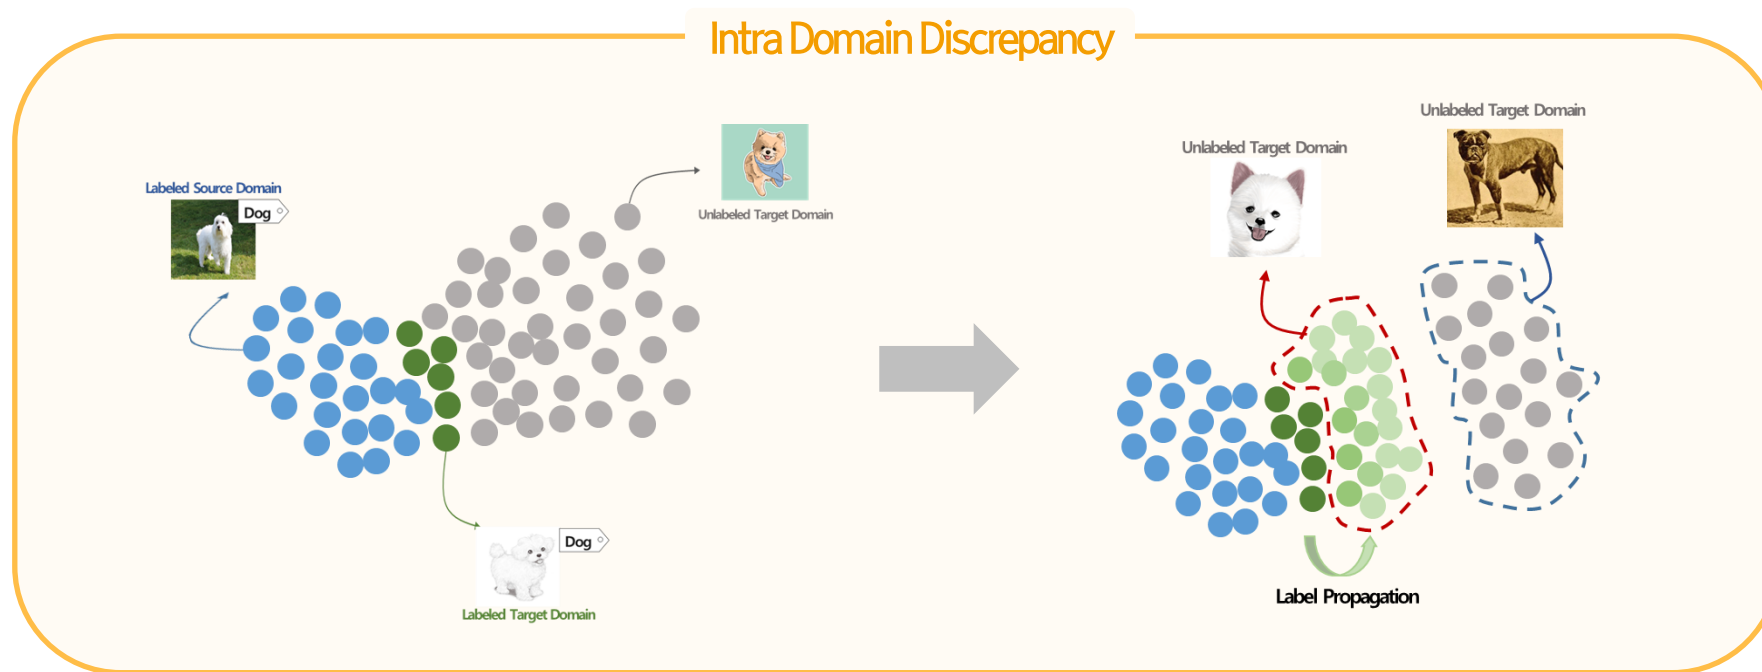 Intra Domain Discrepancy
Labeled Source Domain
Dog
Unlabeled Target Domain
Dog
Labeled Target Domain
Unlabeled Target Domain
Unlabeled Target Domain
Label Propagation